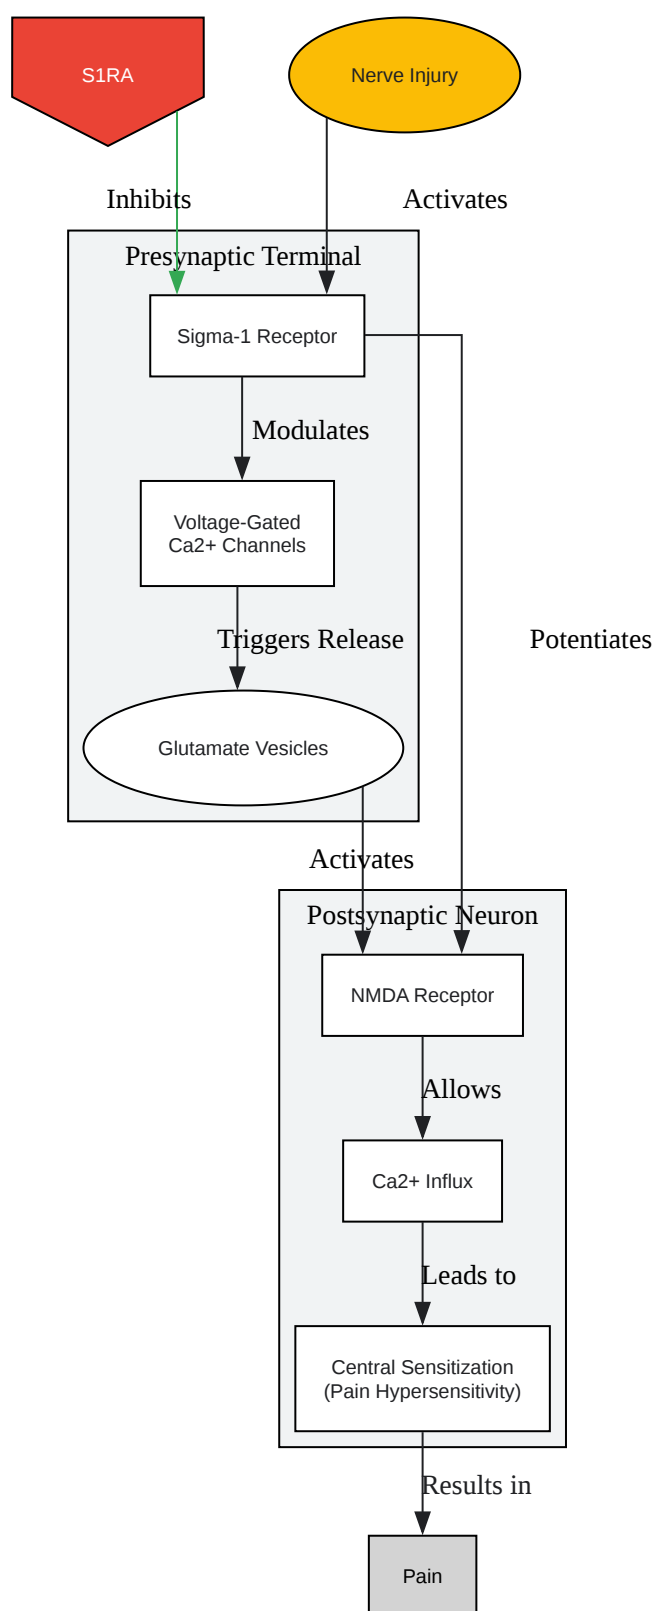 S1RA
Nerve Injury
Inhibits
Activates
Presynaptic Terminal
Sigma-1 Receptor
Modulates
Voltage-Gated
Ca2+ Channels
Triggers Release
Potentiates
Glutamate Vesicles
Activates
Postsynaptic Neuron
NMDA Receptor
Allows
Ca2+ Influx
Leads to
Central Sensitization
(Pain Hypersensitivity)
Results in
Pain